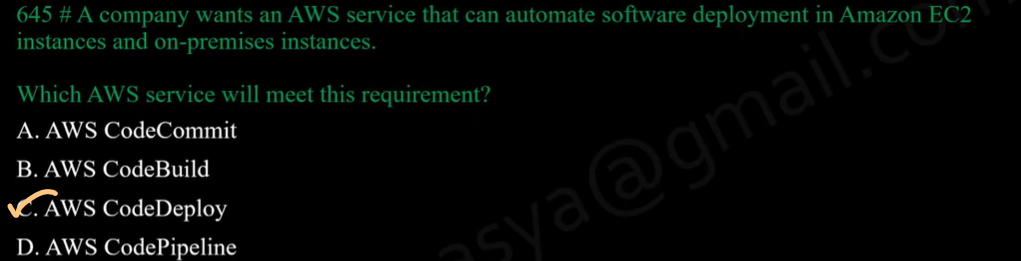 645 # A company wants an AWS service that can automate software deployment in Amazon EC2
instances and on-premises instances.
Which AWS service will meet this requirement?
A. AWS CodeCommit
B. AWS CodeBuild
C. AWS CodeDeploy
D. AWS CodePipeline